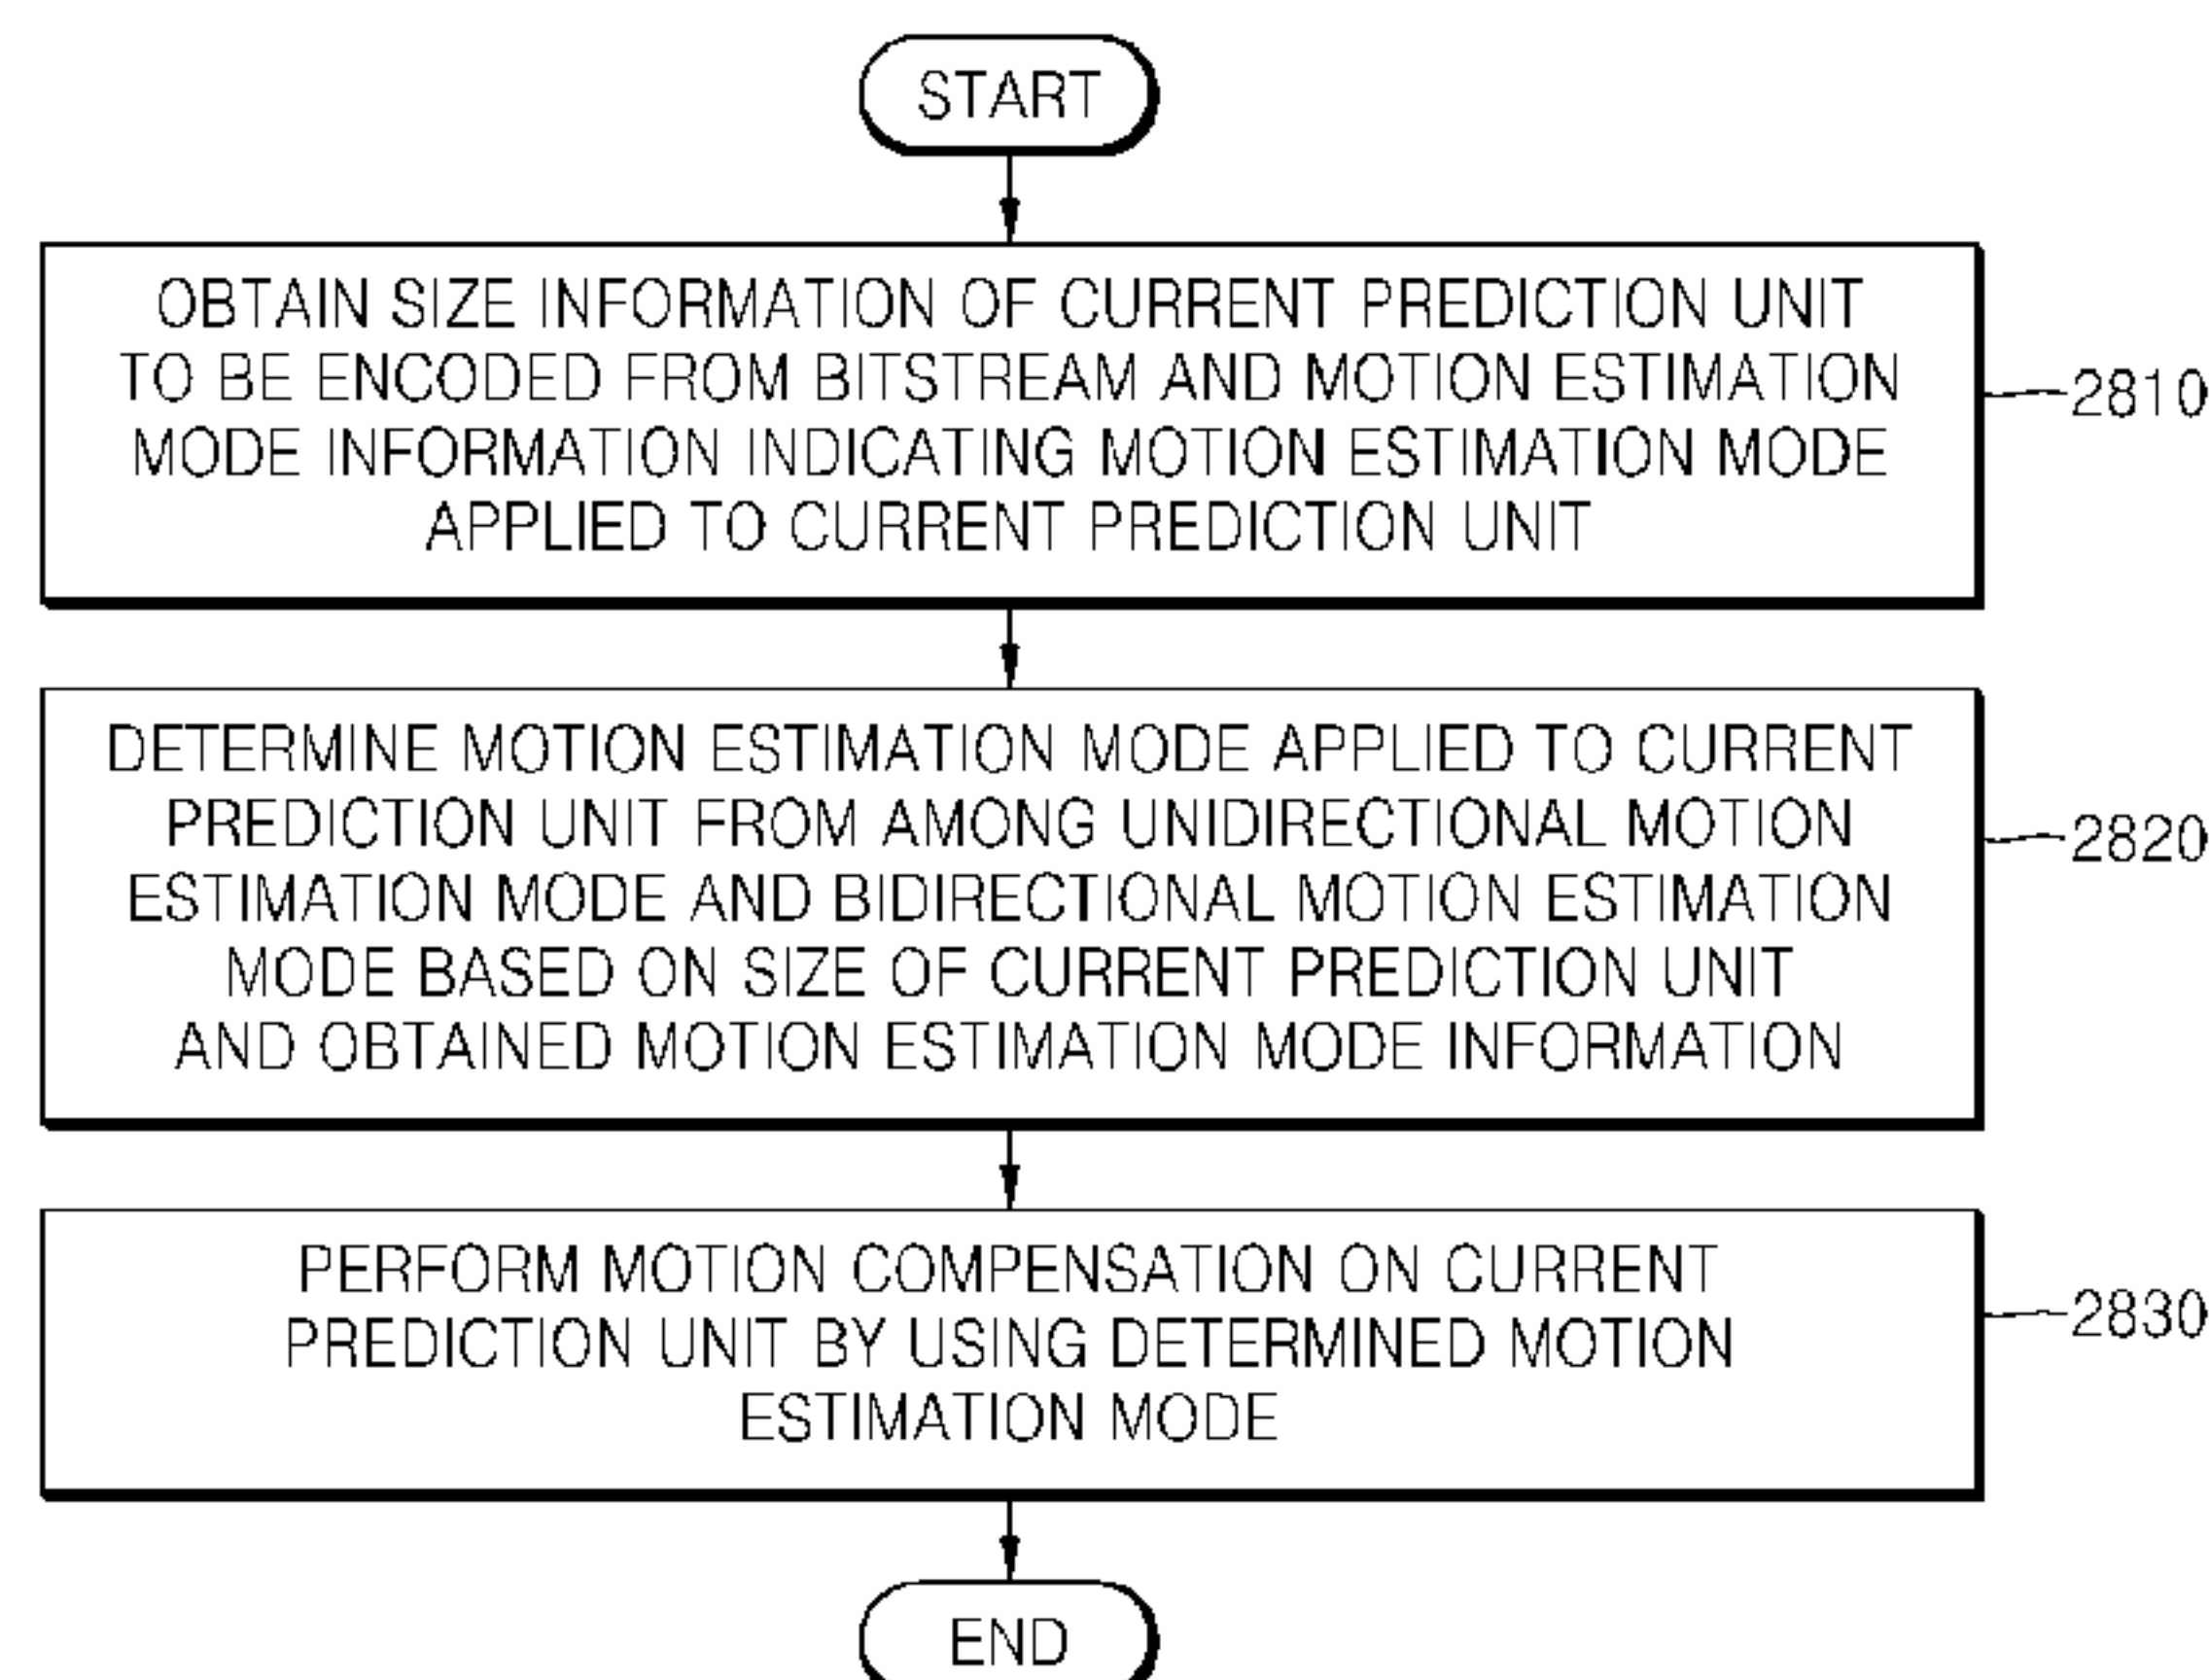 START
OBTAIN SIZE INFORMATION OF CURRENT PREDICTION UNIT
TO BE ENCODED FROM BITSTREAM AND MOTION ESTIMATION
MODE INFORMATION INDICATING MOTION ESTIMATION MODE
APPLIED TO CURRENT PREDICTION UNIT
2810
DETERMINE MOTION ESTIMATION MODE APPLIED TO CURRENT
PREDICTION UNIT FROM AMONG UNIDIRECTIONAL MOTION
ESTIMATION MODE AND BIDIRECTIONAL MOTION ESTIMATION
MODE BASED ON SIZE OF CURRENT PREDICTION UNIT
AND OBTAINED MOTION ESTIMATION MODE INFORMATION
2820
PERFORM MOTION COMPENSATION ON CURRENT
PREDICTION UNIT BY USING DETERMINED MOTION
ESTIMATION MODE
2830
END